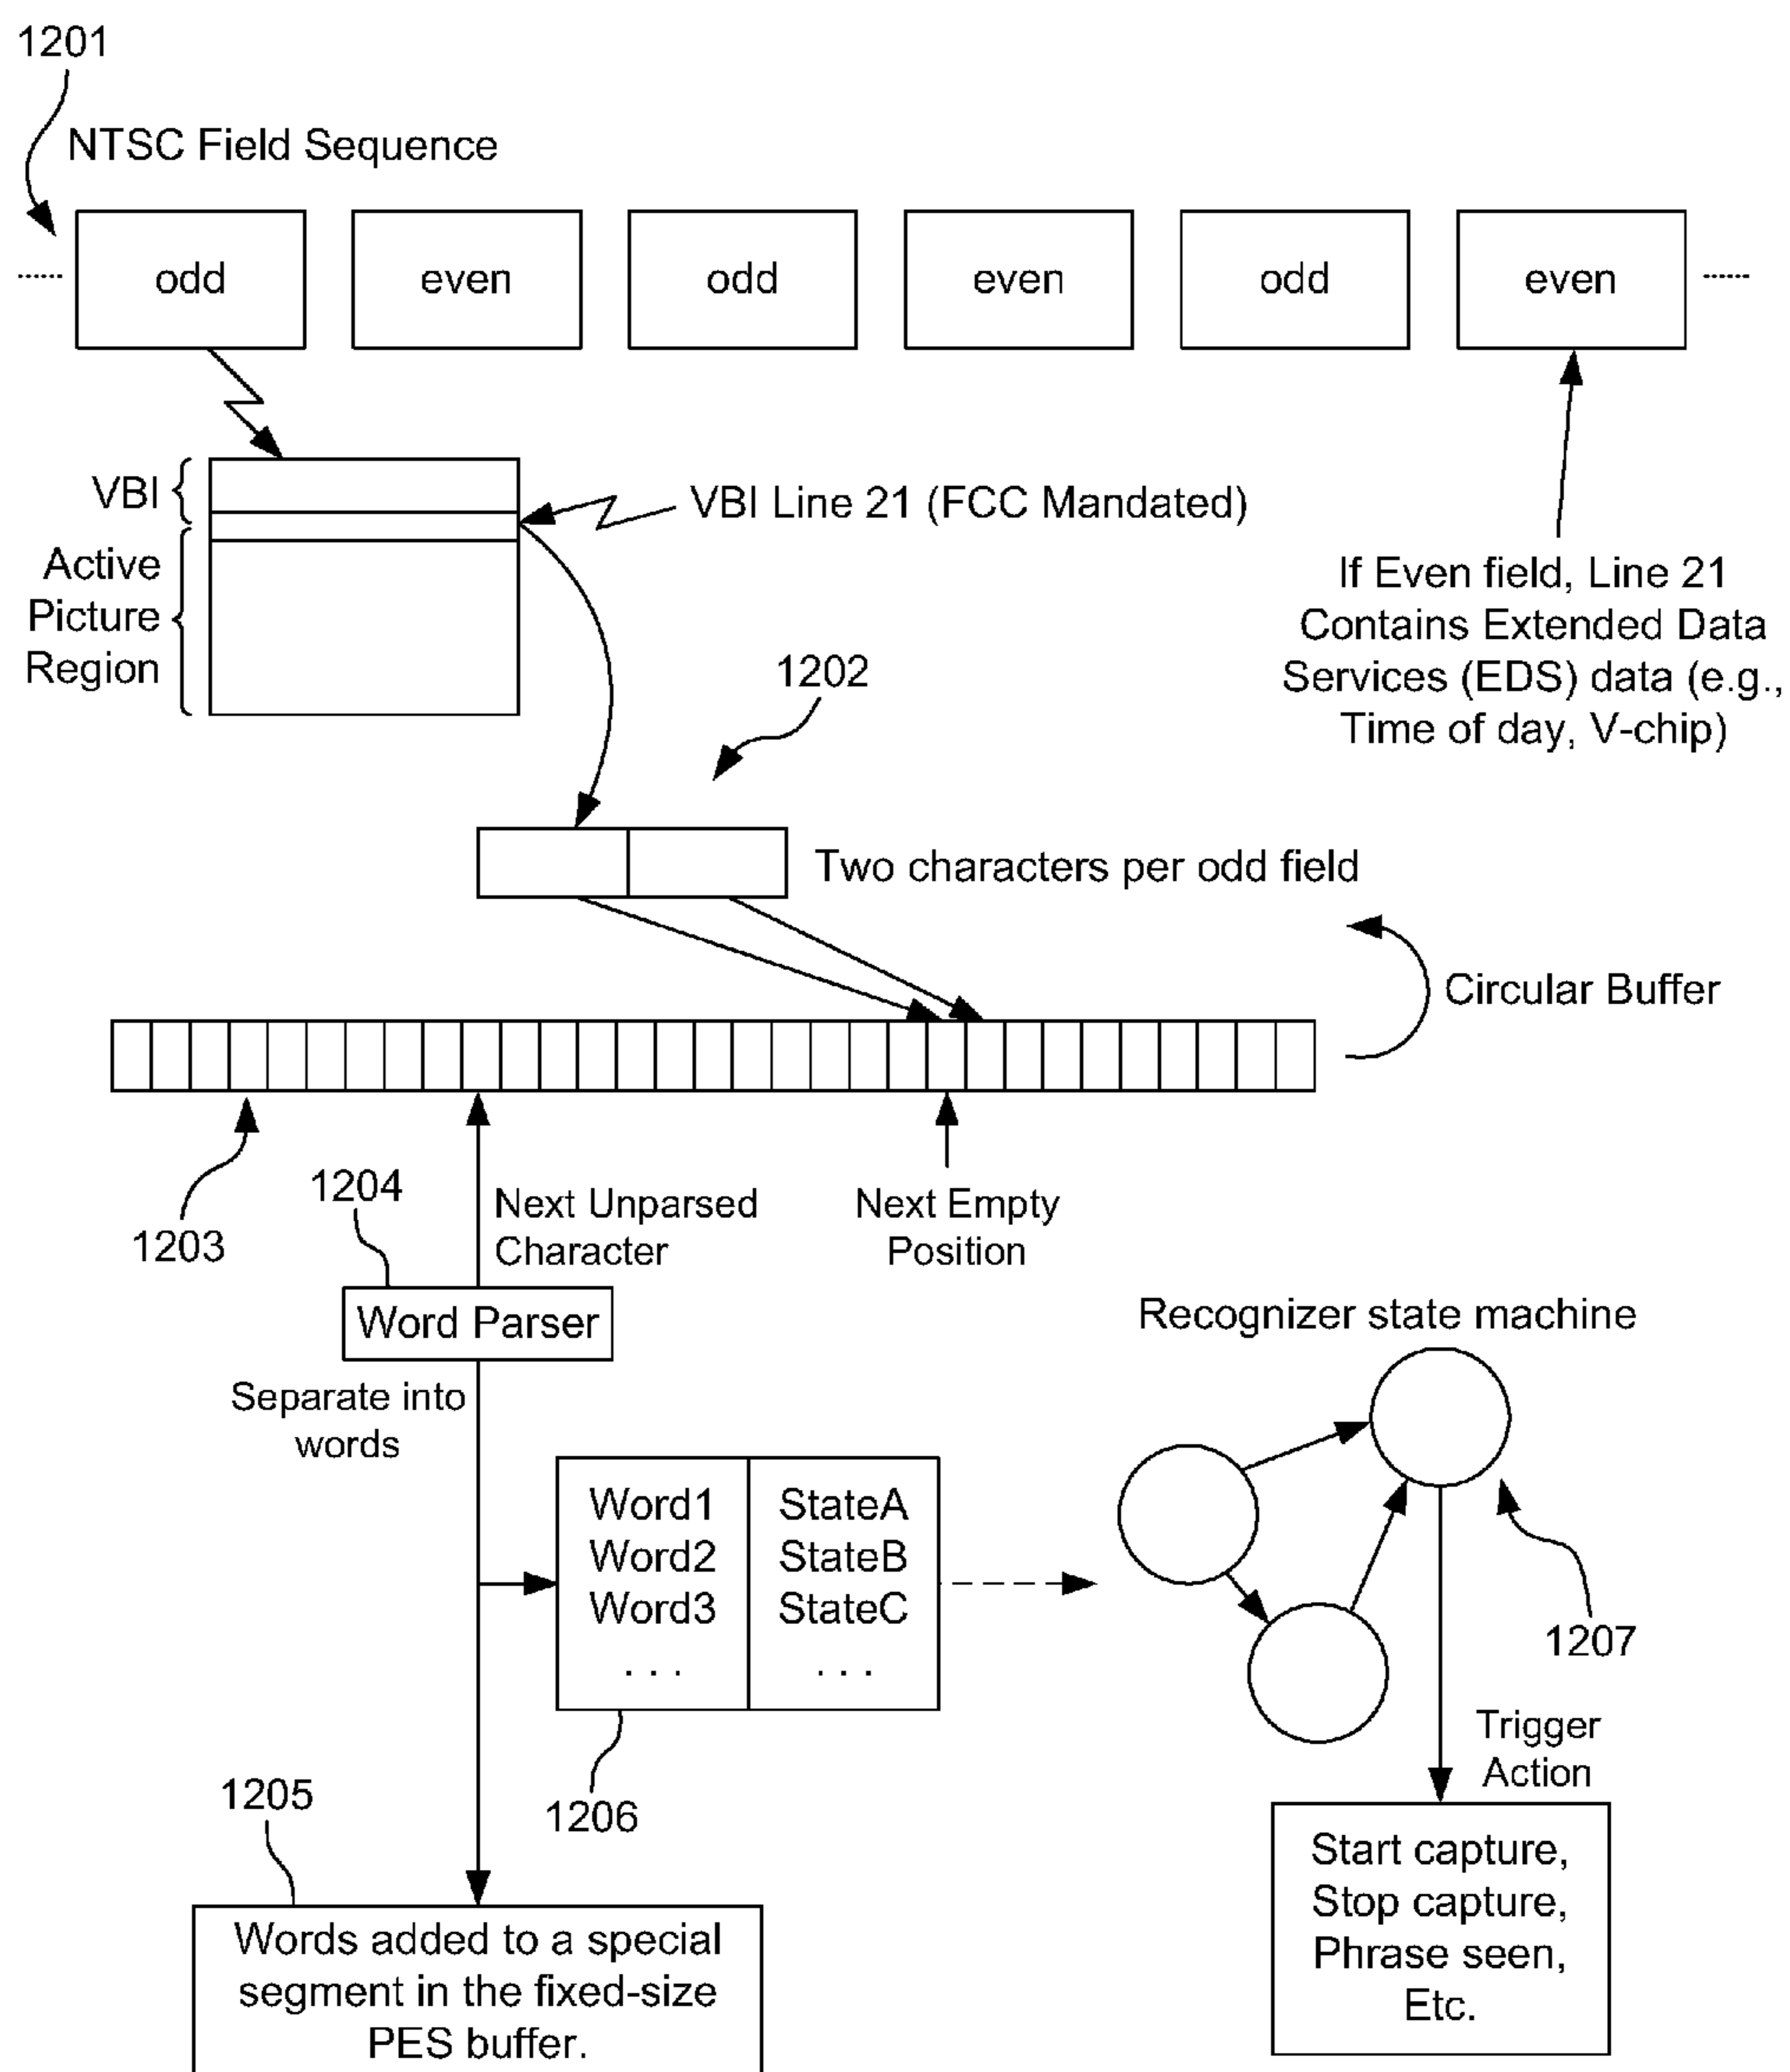 1201
NTSC Field Sequence
odd
even
odd
even
odd
even
VBI
VBI Line 21 (FCC Mandated)
Active
Picture
Region
If Even field, Line 21
Contains Extended Data
Services (EDS) data (e.g.,
Time of day, V-chip)
1202
Two characters per odd field
Circular Buffer
1203
1204
Next Unparsed
Character
Next Empty
Position
Word Parser
Separate into
words
Recognizer state machine
Word1
Word2
Word3
. . .
StateA
StateB
StateC
. . .
1207
1206
Trigger
Action
1205
Words added to a special
segment in the fixed-size
PES buffer.
Start capture,
Stop capture,
Phrase seen,
Etc.